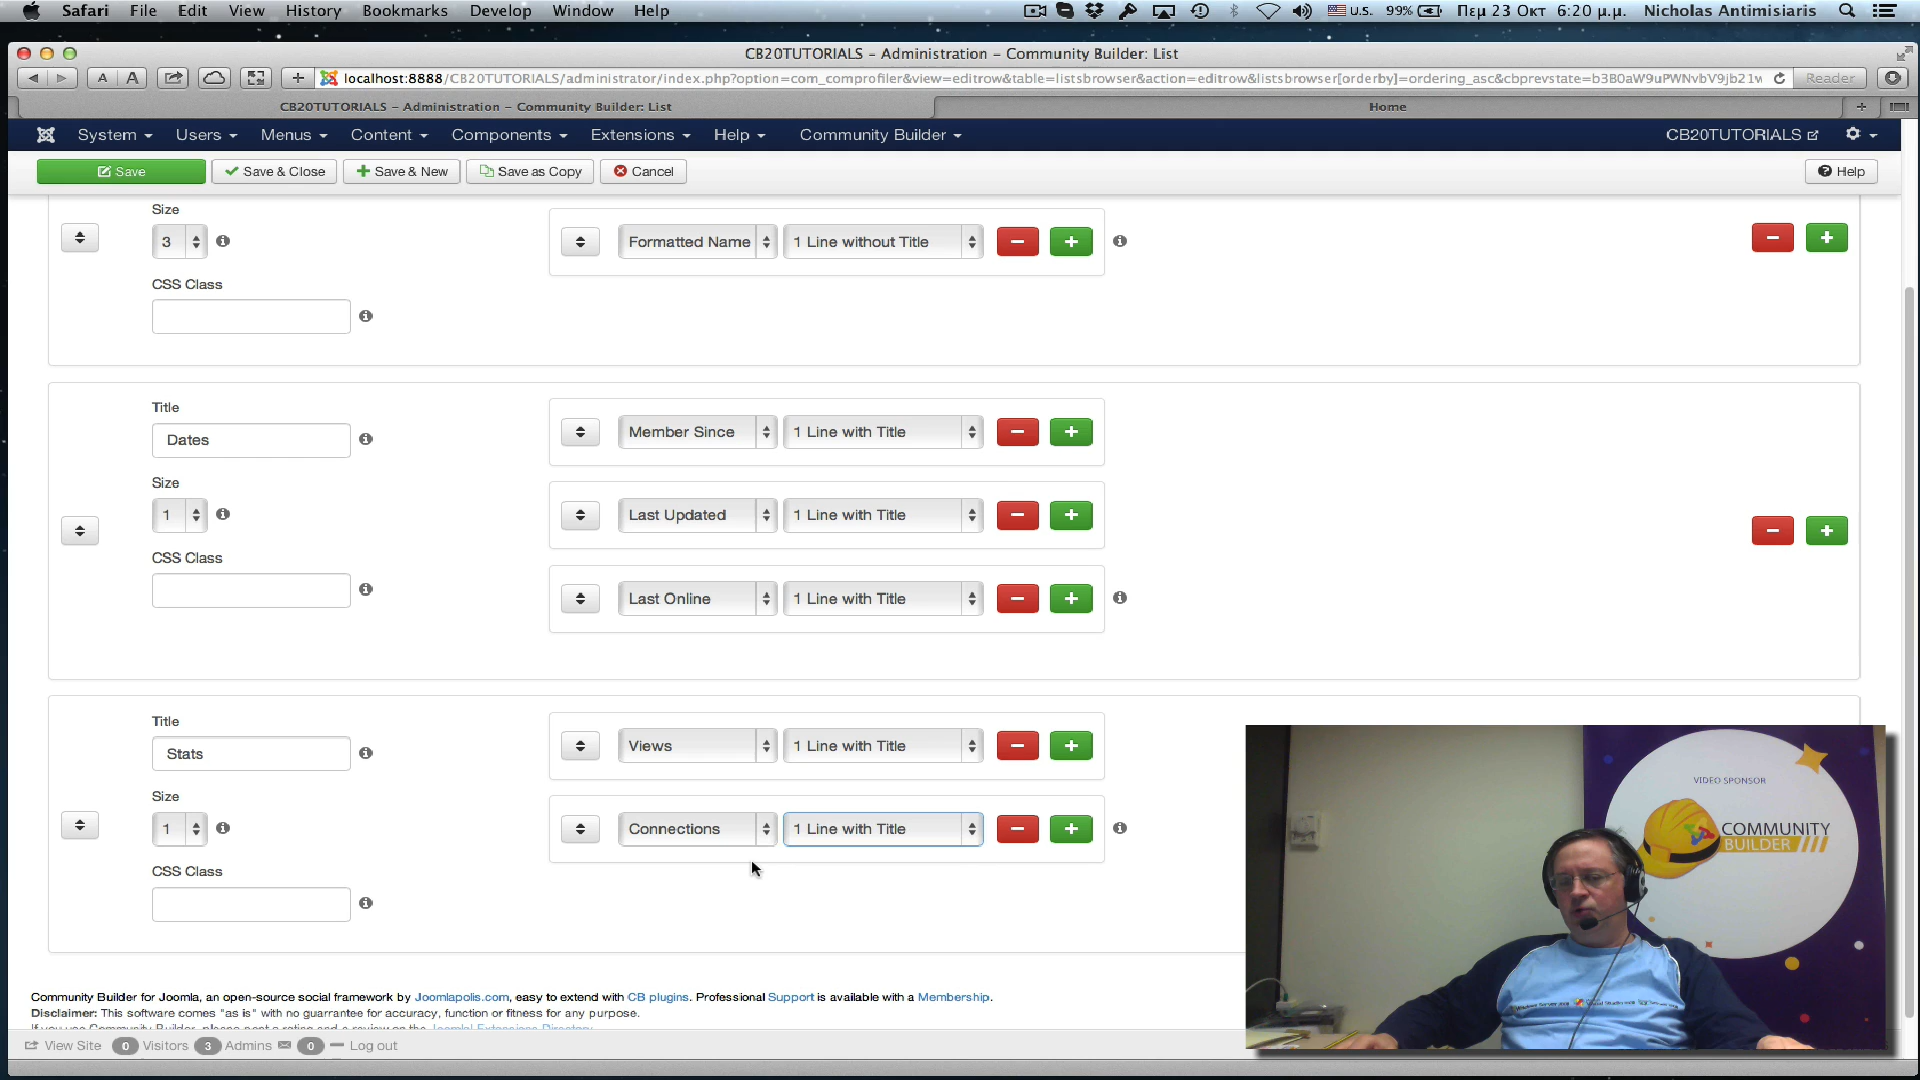 Safari File Edit View History Bookmarks Develop Window Help U.S. 99% Πεμ 23 Οκτ 6:20 μ.μ. Nicholas Antimisiaris
CB20TUTORIALS – Administration – Community Builder: List
A A + localhost:8888/CB20TUTORIALS/administrator/index.php?option=com_comprofiler&view=editrow&table=listsbrowser&action=editrow&listsbrowser[orderby]=ordering_asc&cbprevstate=b3B0aW9uPWNvbV9jb21w Reader
CB20TUTORIALS – Administration – Community Builder: List Home
System Users Menus Content Components Extensions Help Community Builder CB20TUTORIALS
Save Save & Close Save & New Save as Copy Cancel Help
Size
3 Formatted Name 1 Line without Title
CSS Class
Title
Dates Member Since 1 Line with Title
Size
1 Last Updated 1 Line with Title
CSS Class
Last Online 1 Line with Title
Title
Stats Views 1 Line with Title
Size
1 Connections 1 Line with Title
CSS Class
VIDEO SPONSOR
COMMUNITY
BUILDER
Community Builder for Joomla, an open-source social framework by Joomlapolis.com, easy to extend with CB plugins. Professional Support is available with a Membership.
Disclaimer: This software comes "as is" with no guarantee for accuracy, function or fitness for any purpose.
If you use Community Builder, please post a rating and a review on the Joomla! Extensions Directory.
View Site 0 Visitors 3 Admins 0 Log out